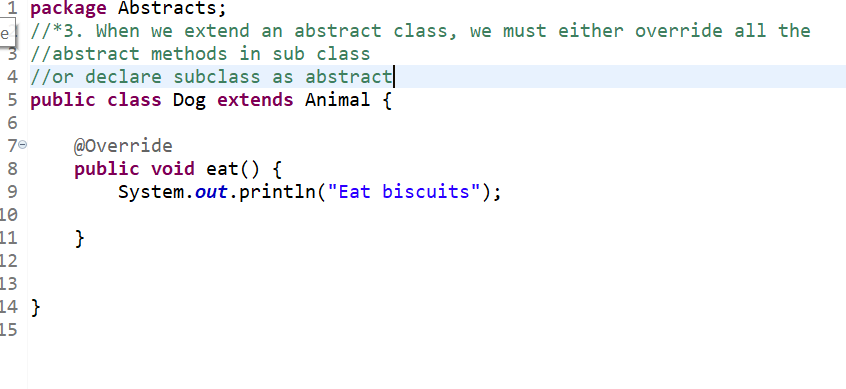 e
1 package Abstracts;
//*3. When we extend an abstract class, we must either override all the
3 //abstract methods in sub class
4 //or declare subclass as abstract
5 public class Dog extends Animal {
6
7 @Override
8 public void eat() {
9 System.out.println("Eat biscuits");
10
11 }
12
13
14 }
15